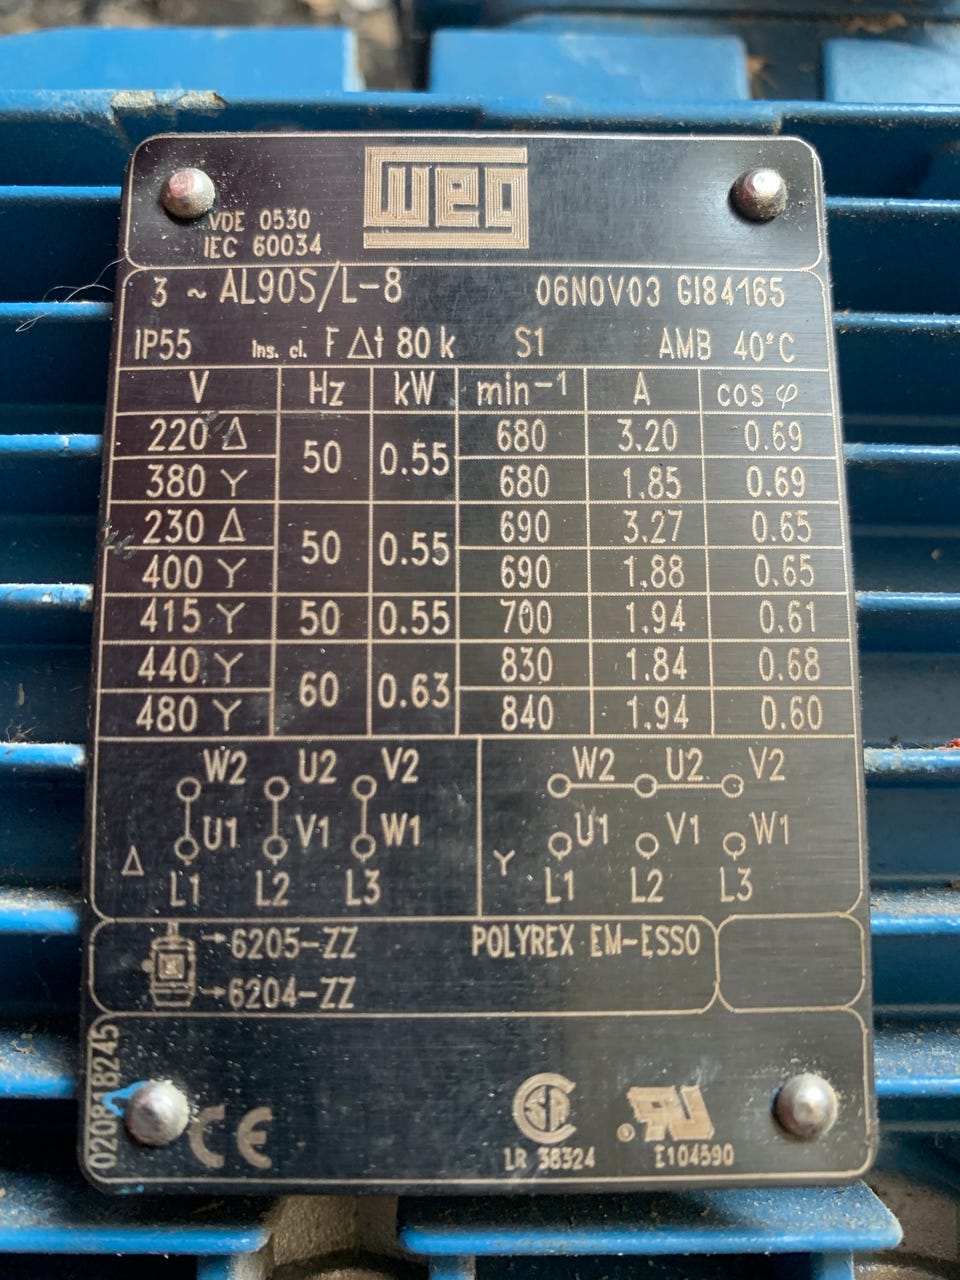 WEG
VDE 0530
IEC 60034
3 ~ AL90S/L-8 06NOV03 GI84165
IP55 Ins. cl. F Δt 80 k S1 AMB 40°C
V Hz kW min⁻¹ A cos φ
220 Δ 50 0.55 680 3.20 0.69
380 Y 680 1.85 0.69
230 Δ 50 0.55 690 3.27 0.65
400 Y 690 1.88 0.65
415 Y 50 0.55 700 1.94 0.61
440 Y 60 0.63 830 1.84 0.68
480 Y 840 1.94 0.60
W2 U2 V2 W2 U2 V2
U1 V1 W1 U1 V1 W1
Δ L1 L2 L3 Y L1 L2 L3
6205-ZZ POLYREX EM-ESSO
6204-ZZ
020818245
CE
LR 38324 E104590